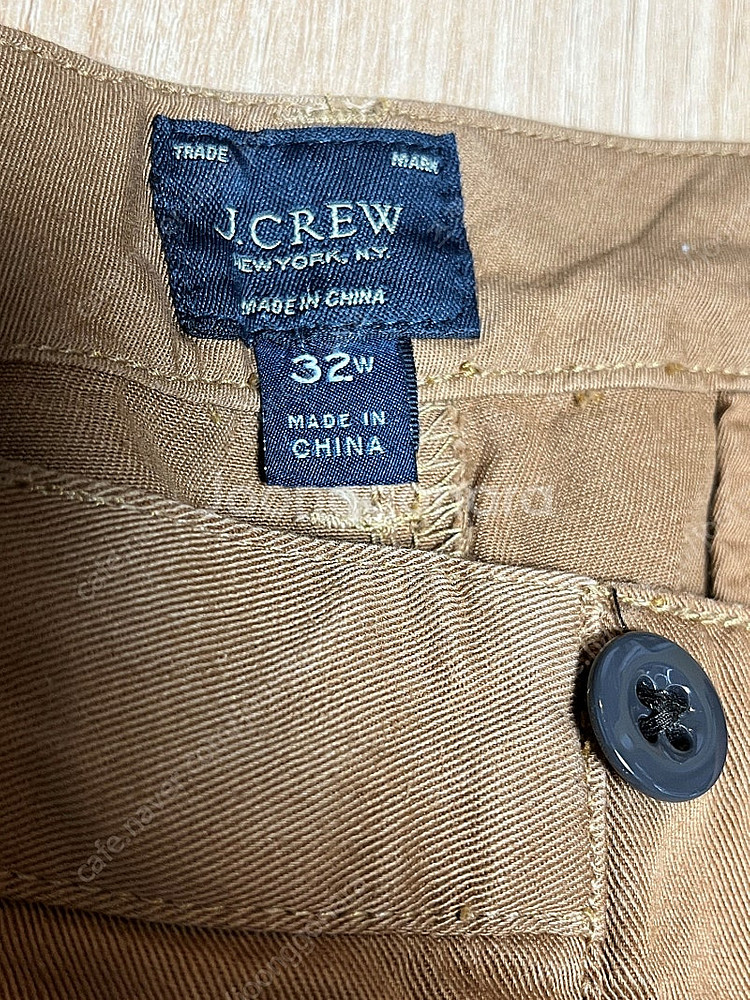 TRADE MARK
J.CREW
NEW YORK, N.Y.
MADE IN CHINA
32W
MADE IN
CHINA